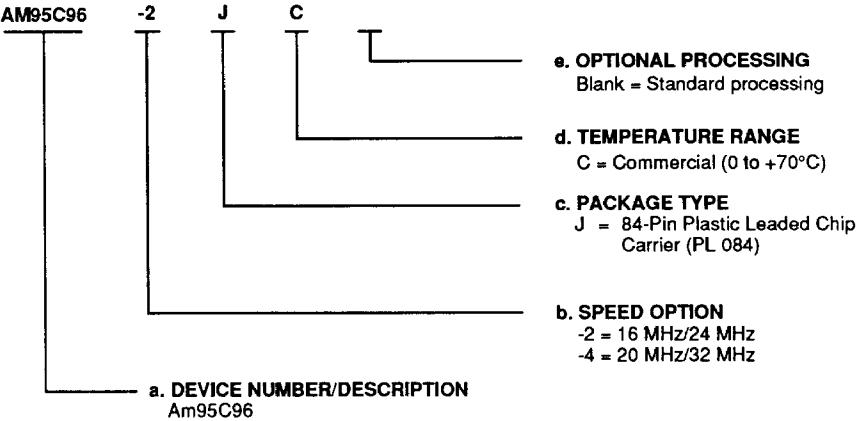 AM95C96 -2 J C
e. OPTIONAL PROCESSING
Blank = Standard processing
d. TEMPERATURE RANGE
C = Commercial (0 to +70°C)
c. PACKAGE TYPE
J = 84-Pin Plastic Leaded Chip
Carrier (PL 084)
b. SPEED OPTION
-2 = 16 MHz/24 MHz
-4 = 20 MHz/32 MHz
a. DEVICE NUMBER/DESCRIPTION
Am95C96